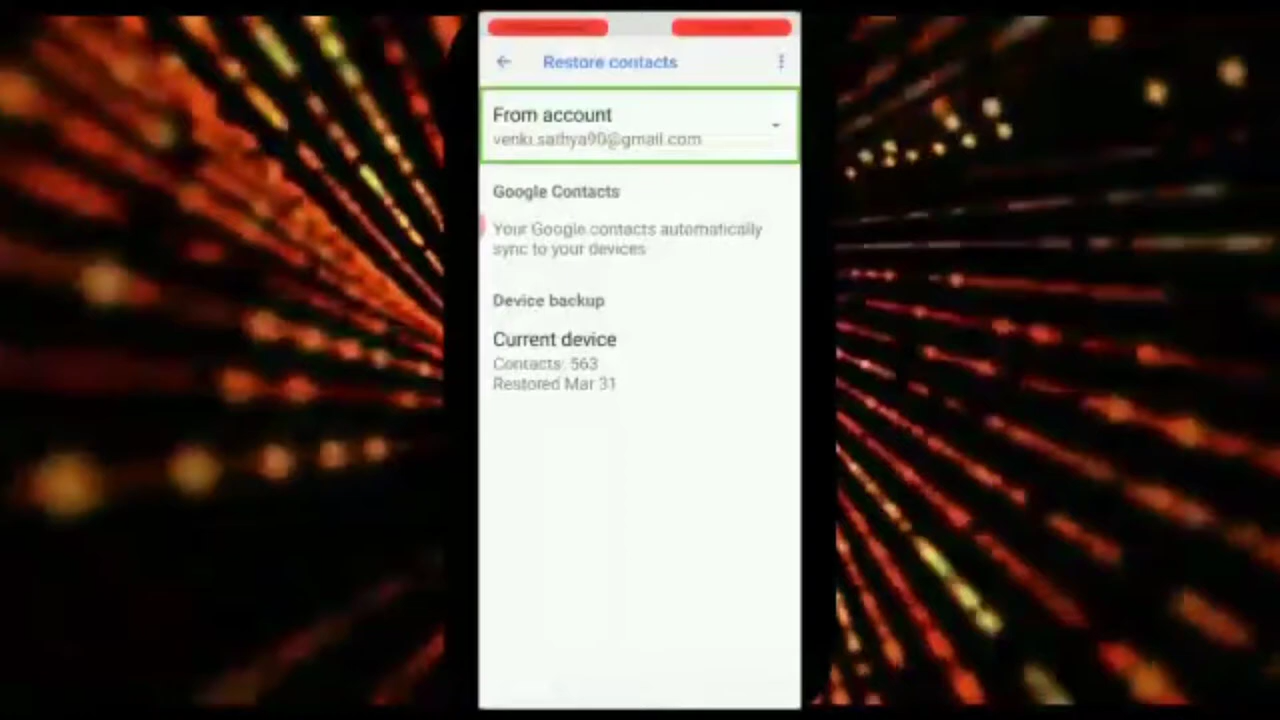 Restore contacts
From account
venki.sathya90@gmail.com
Google Contacts
Your Google contacts automatically
sync to your devices
Device backup
Current device
Contacts: 563
Restored Mar 31